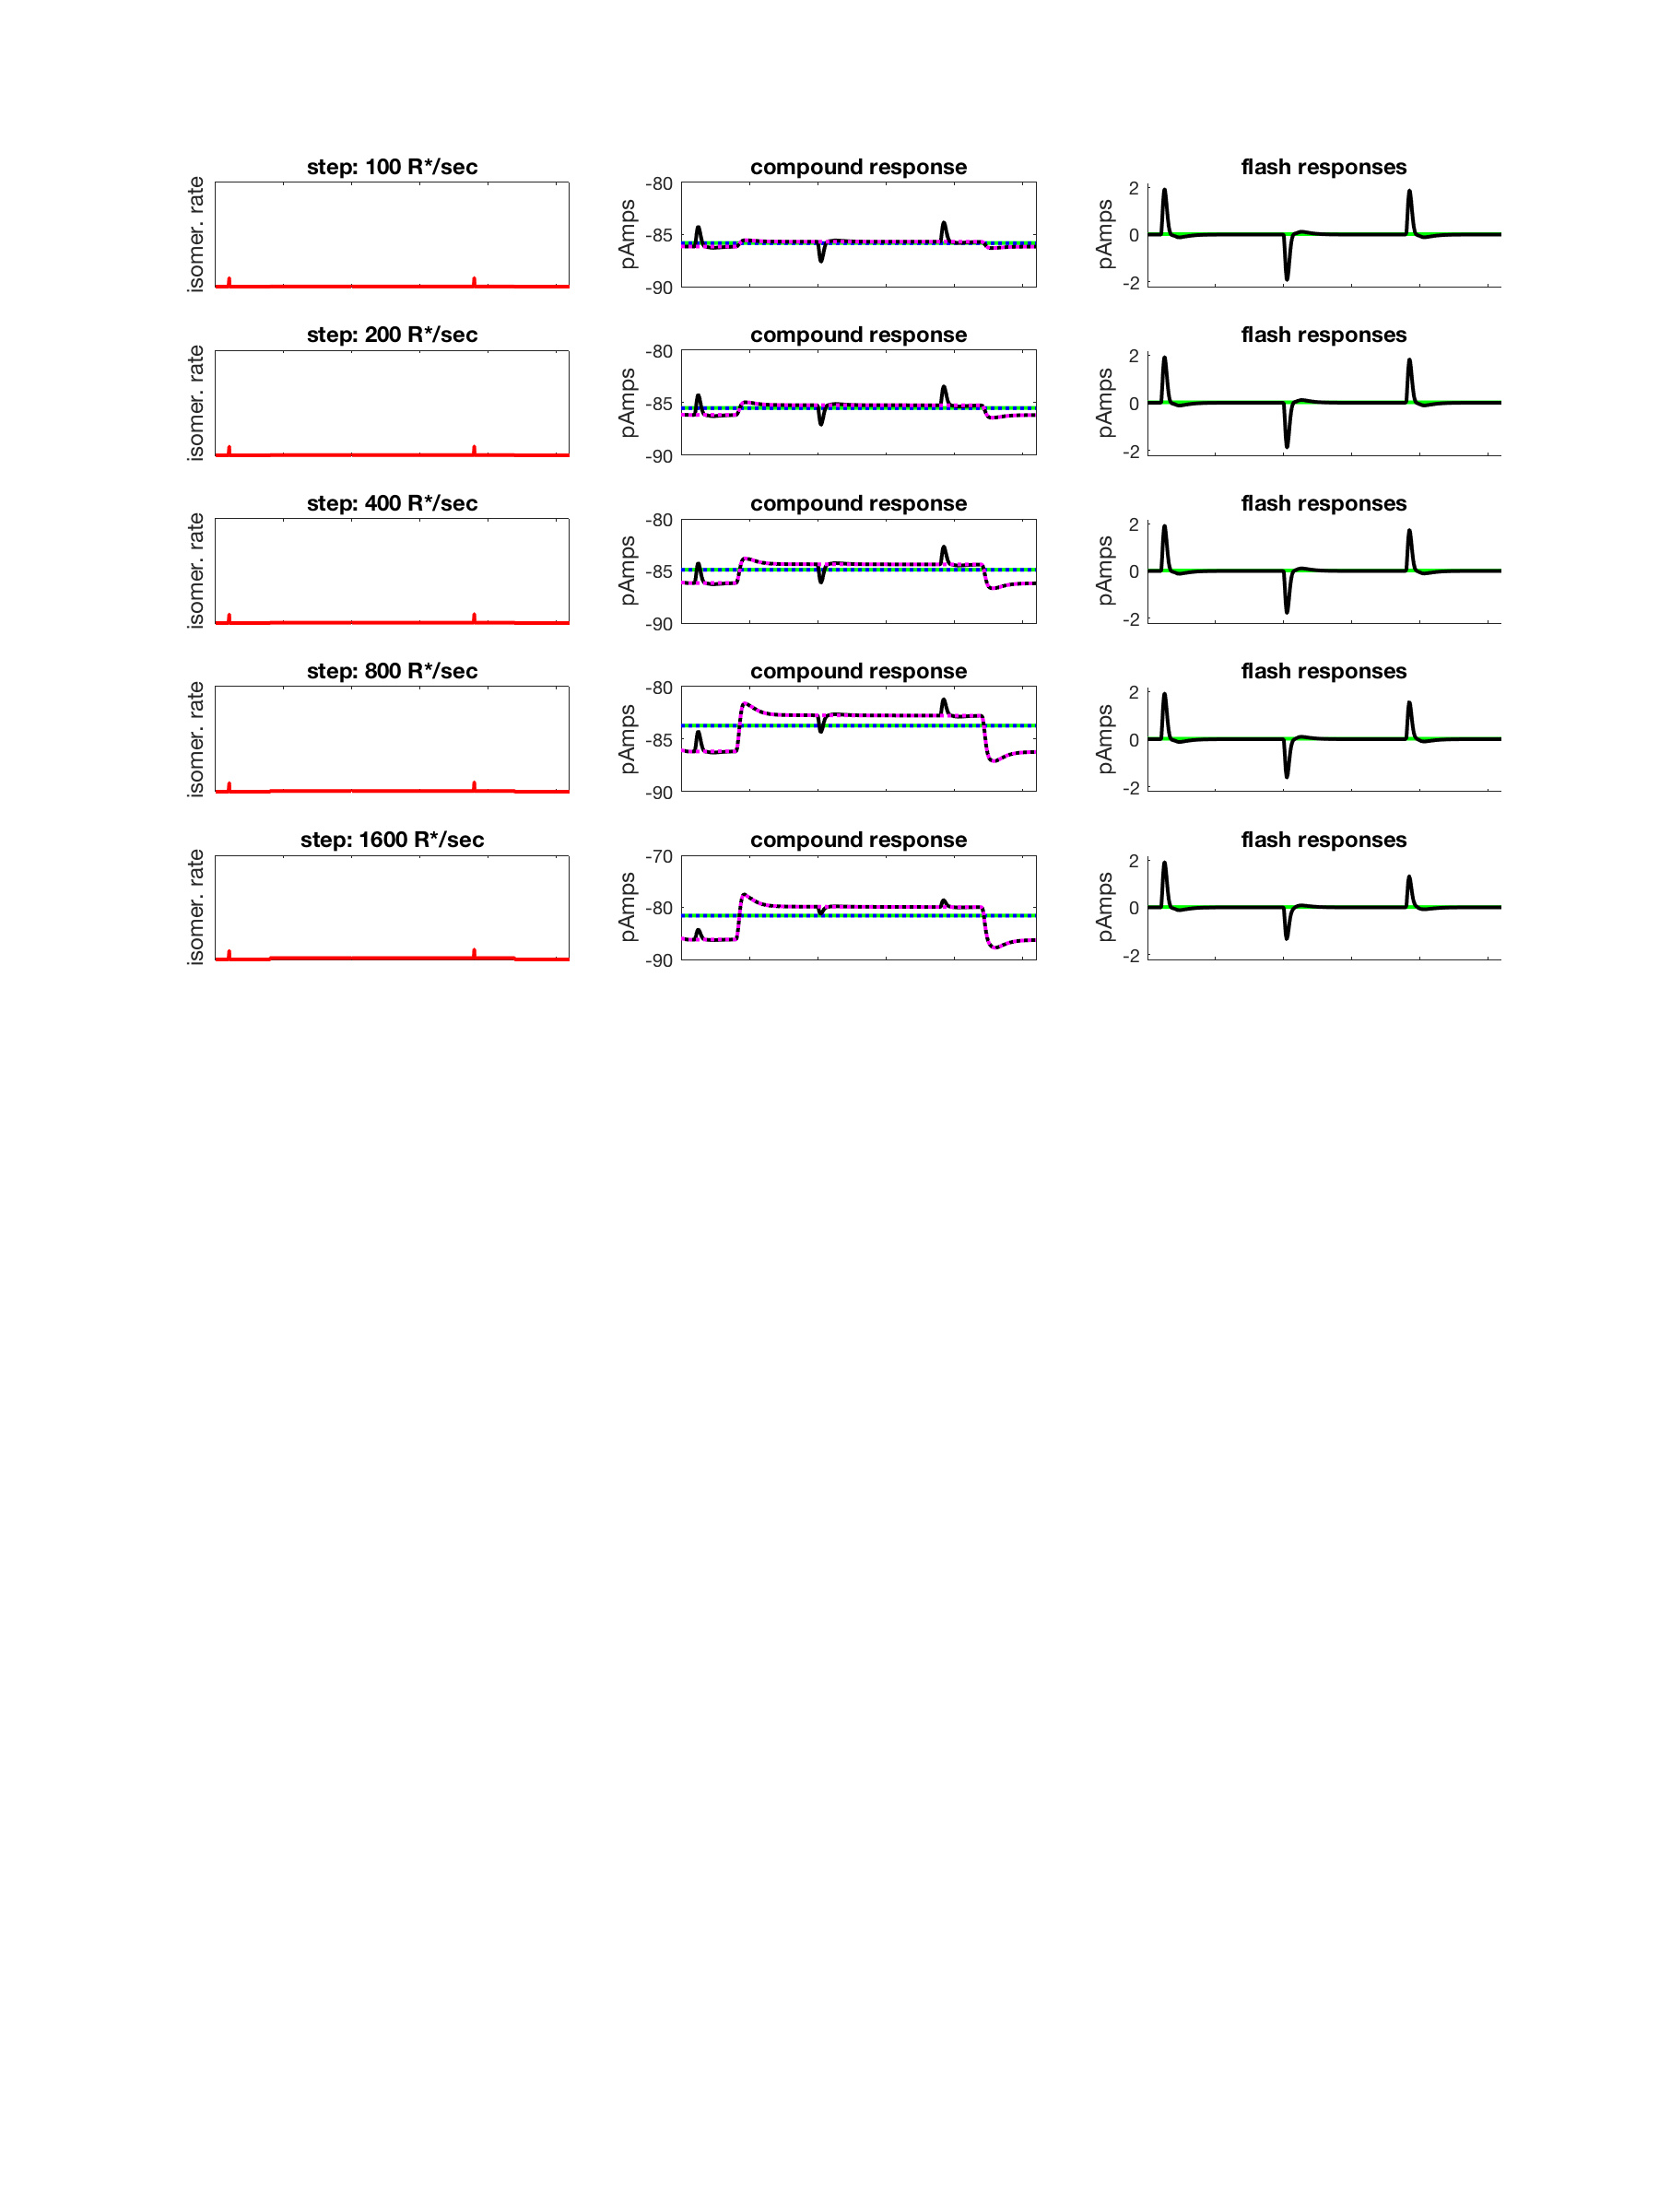 step: 100 R*/sec
compound response
flash responses
isomer. rate
pAmps
-80
-85
-90
pAmps
2
0
-2
step: 200 R*/sec
compound response
flash responses
isomer. rate
pAmps
-80
-85
-90
pAmps
2
0
-2
step: 400 R*/sec
compound response
flash responses
isomer. rate
pAmps
-80
-85
-90
pAmps
2
0
-2
step: 800 R*/sec
compound response
flash responses
isomer. rate
pAmps
-80
-85
-90
pAmps
2
0
-2
step: 1600 R*/sec
compound response
flash responses
isomer. rate
pAmps
-70
-80
-90
pAmps
2
0
-2